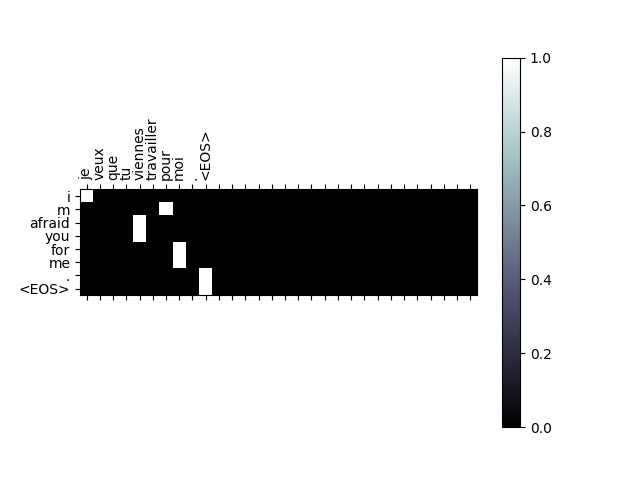 je
veux
que
tu
viennes
travailler
pour
moi
.
<EOS>
i
m
afraid
you
for
me
.
<EOS>
1.0
0.8
0.6
0.4
0.2
0.0